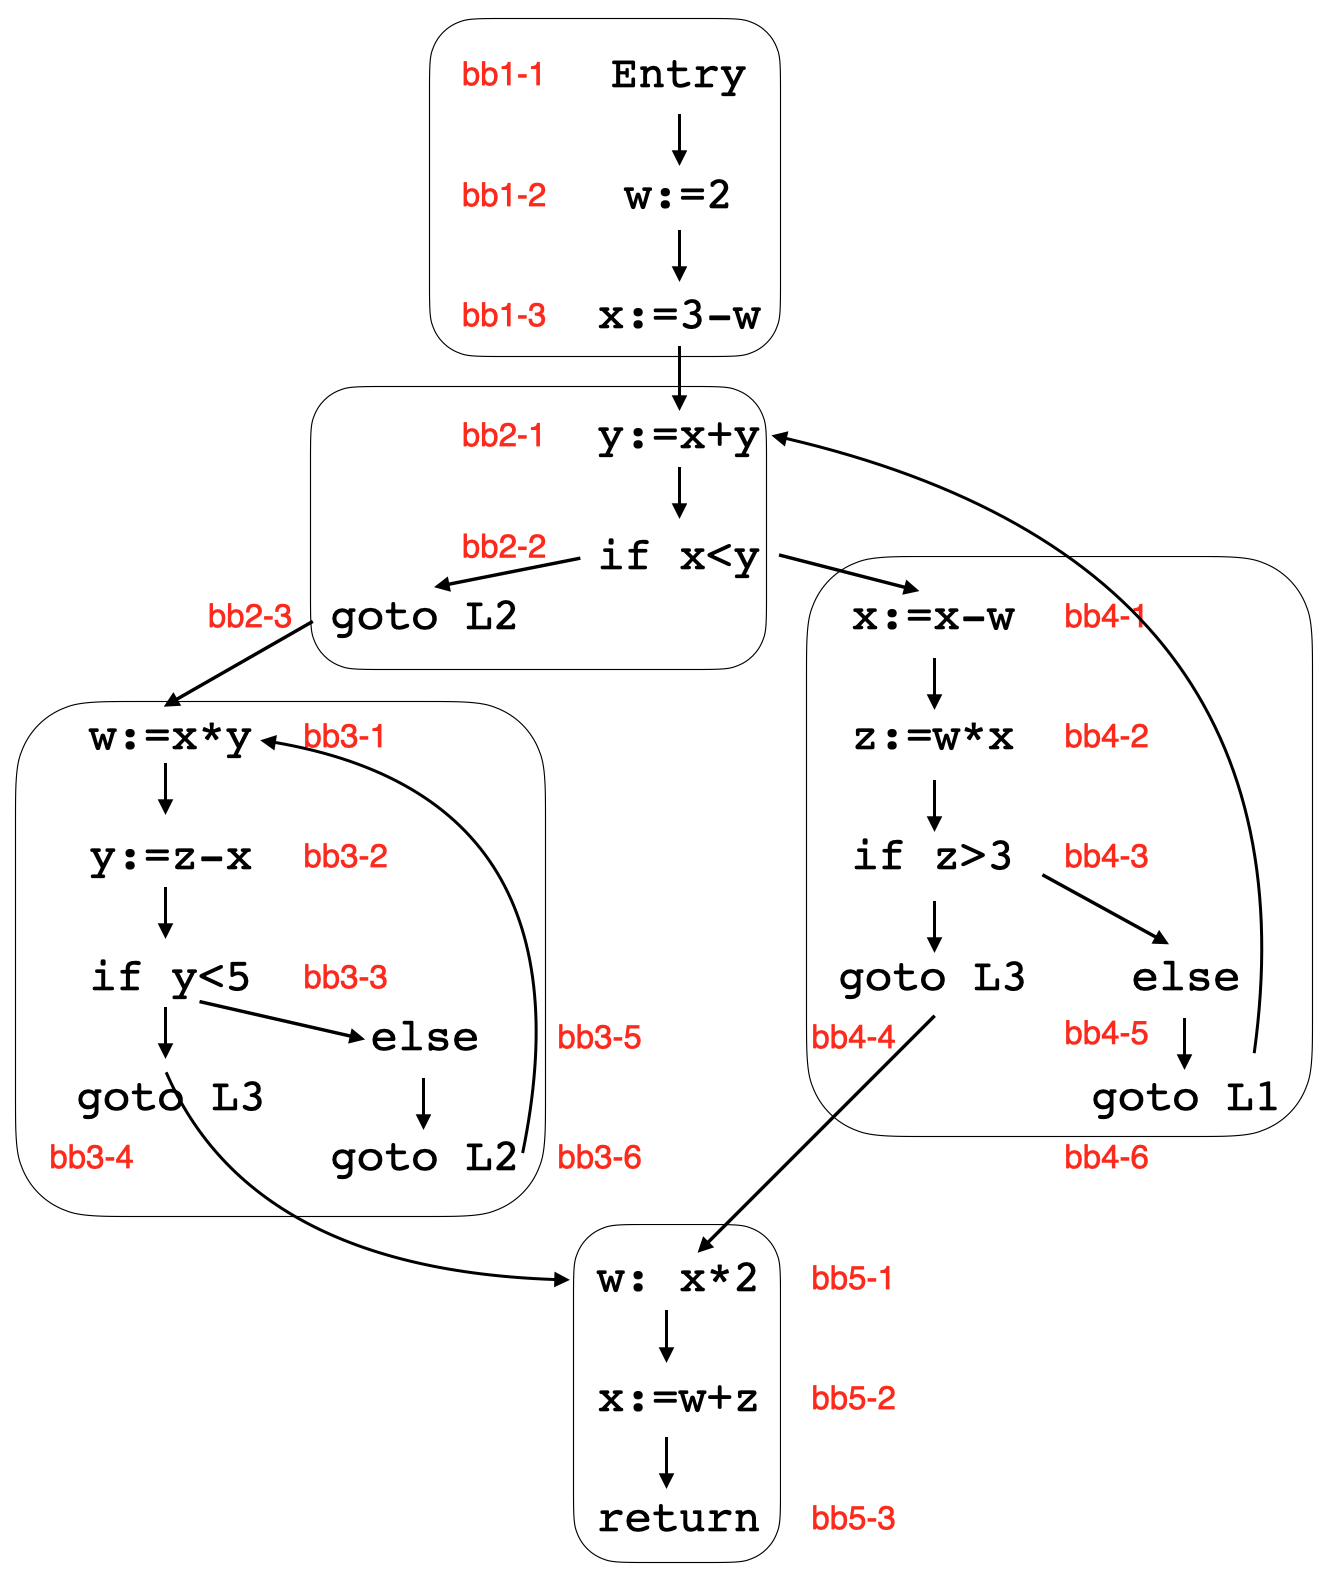 bb1-1 Entry
bb1-2 w:=2
bb1-3 x:=3-w
bb2-1 y:=x+y
bb2-2 if x<y
bb2-3 goto L2
w:=x*y bb3-1
y:=z-x bb3-2
if y<5 bb3-3
else bb3-5
goto L3
bb3-4
goto L2 bb3-6
x:=x-w bb4-1
z:=w*x bb4-2
if z>3 bb4-3
goto L3 else
bb4-4 bb4-5
goto L1
bb4-6
w: x*2 bb5-1
x:=w+z bb5-2
return bb5-3